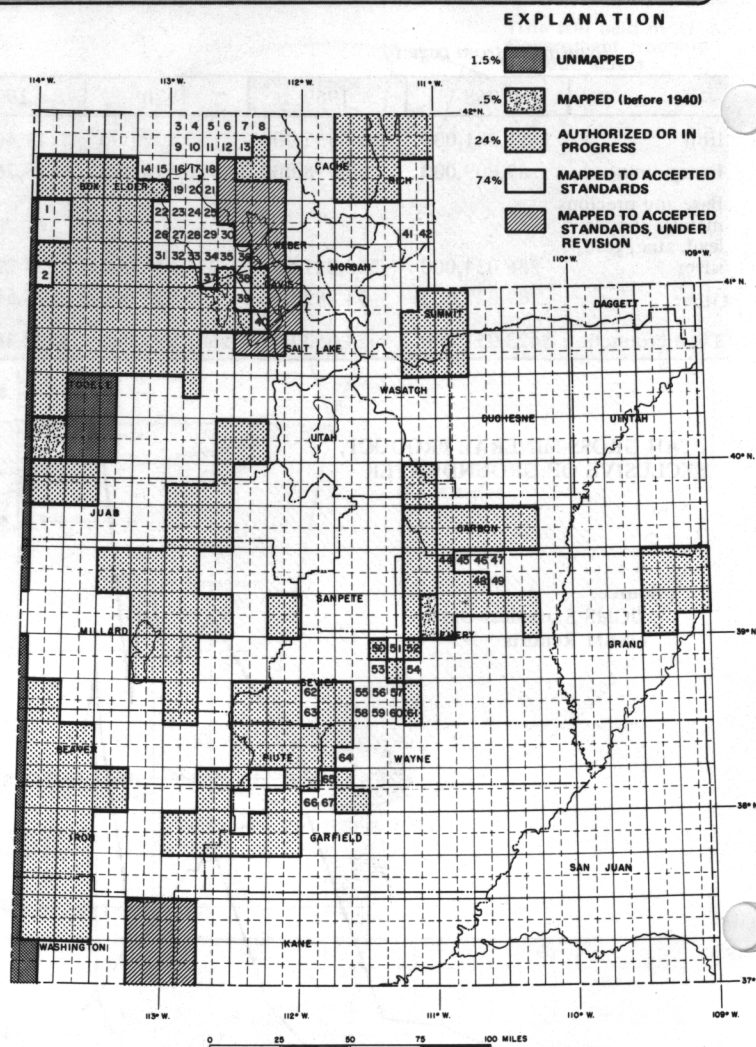 EXPLANATION
1.5% UNMAPPED
.5% MAPPED (before 1940)
24% AUTHORIZED OR IN PROGRESS
74% MAPPED TO ACCEPTED STANDARDS
MAPPED TO ACCEPTED STANDARDS, UNDER REVISION
114° W. 113° W. 112° W. 111° W.
42° N.
3 4 5 6 7 8
9 10 11 12 13
CACHE
RICH
14 15 16 17 18
BOX ELDER
19 20 21
1
22 23 24 25
26 27 28 29 30
WEBER
41 42
31 32 33 34 35 36
MORGAN
110° W. 109° W.
2
37 38
DAVIS
41° N.
39
SUMMIT
DAGGETT
40
SALT LAKE
TOOELE
WASATCH
DUCHESNE
UINTAH
UTAH
40° N.
JUAB
CARBON
44 45 46 47
48 49
SANPETE
MILLARD
EMERY
39° N.
50 51 52
GRAND
53 54
SEVIER
62 55 56 57
63 58 59 60 61
BEAVER
PIUTE
64
WAYNE
65
66 67
38° N.
IRON
GARFIELD
SAN JUAN
WASHINGTON
KANE
37°
113° W. 112° W. 111° W. 110° W. 109° W.
0 25 50 75 100 MILES